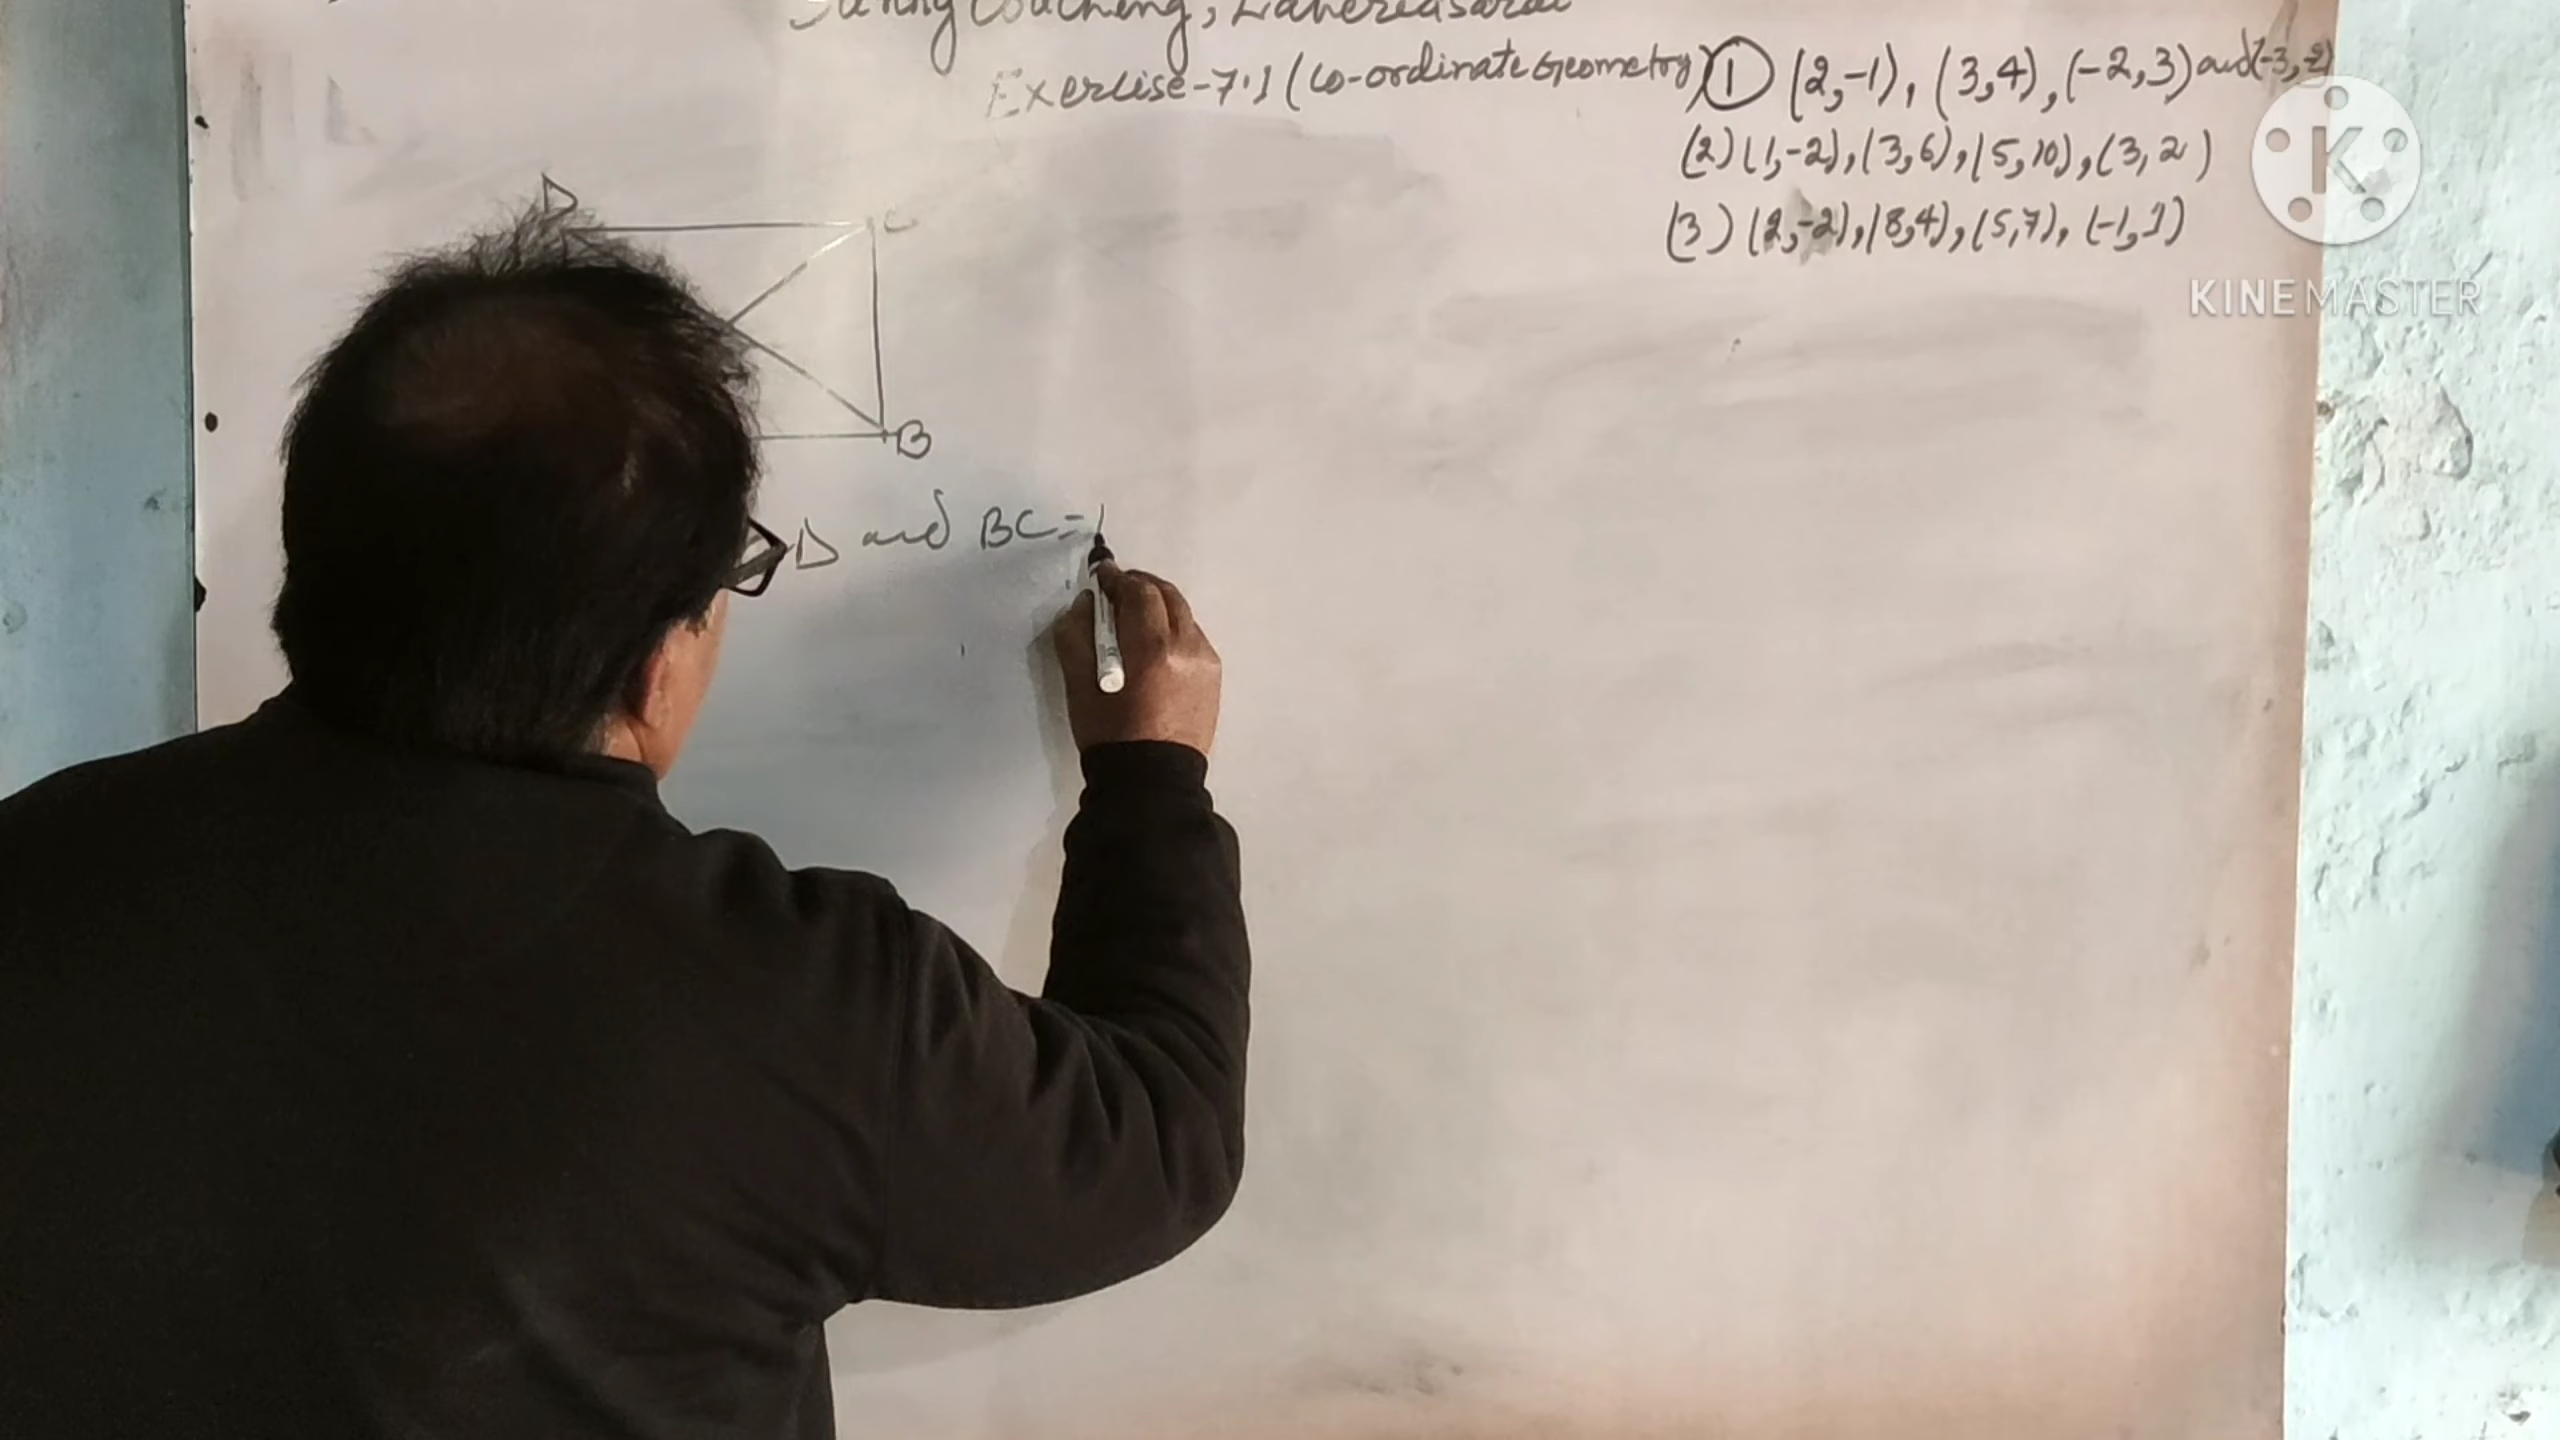 Exercise-7.1 (Co-ordinate Geometry) ① (2,-1), (3,4), (-2,3) and (-3,-2)
(2) (1,-2), (3,6), (5,10), (3,2)
(3) (2,-2), (8,4), (5,7), (-1,1)
D
C
B
D and BC=
K
KINEMASTER